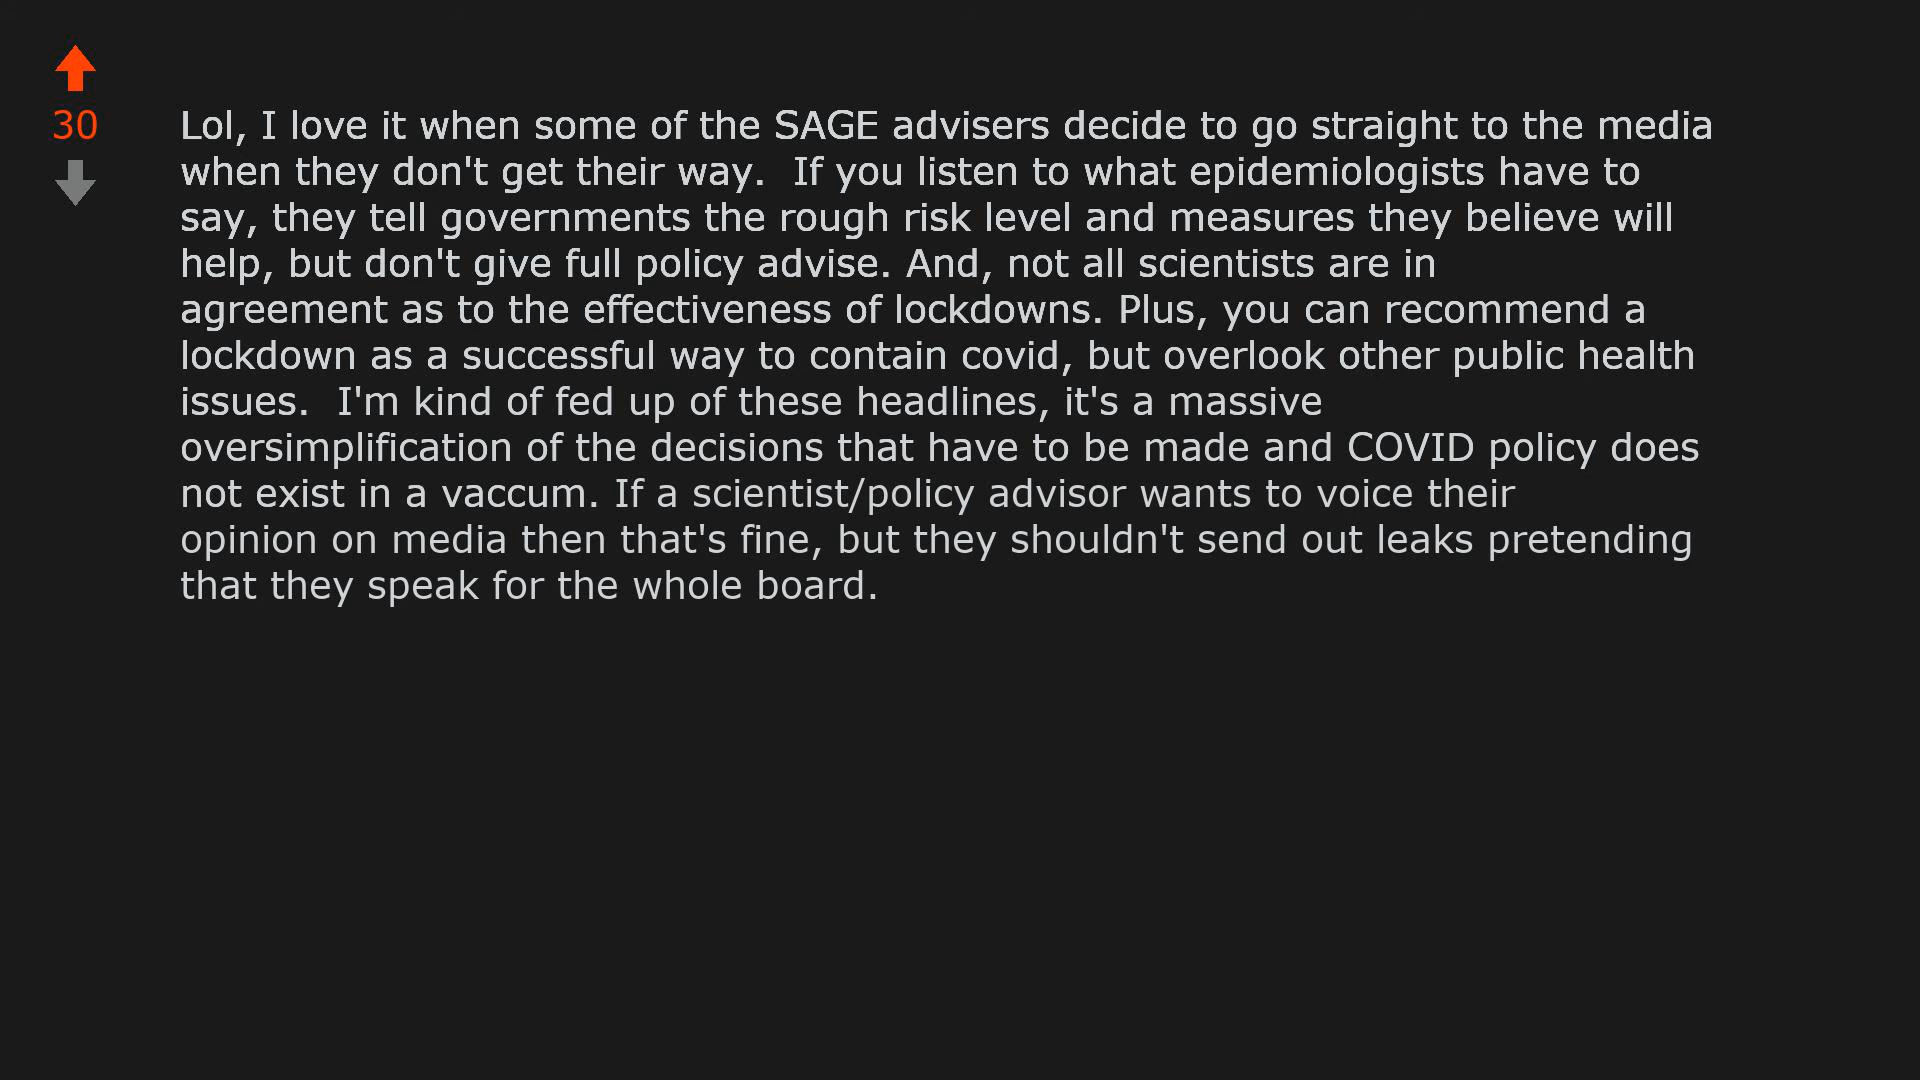 30
Lol, I love it when some of the SAGE advisers decide to go straight to the media
when they don't get their way.  If you listen to what epidemiologists have to
say, they tell governments the rough risk level and measures they believe will
help, but don't give full policy advise. And, not all scientists are in
agreement as to the effectiveness of lockdowns. Plus, you can recommend a
lockdown as a successful way to contain covid, but overlook other public health
issues.  I'm kind of fed up of these headlines, it's a massive
oversimplification of the decisions that have to be made and COVID policy does
not exist in a vaccum. If a scientist/policy advisor wants to voice their
opinion on media then that's fine, but they shouldn't send out leaks pretending
that they speak for the whole board.